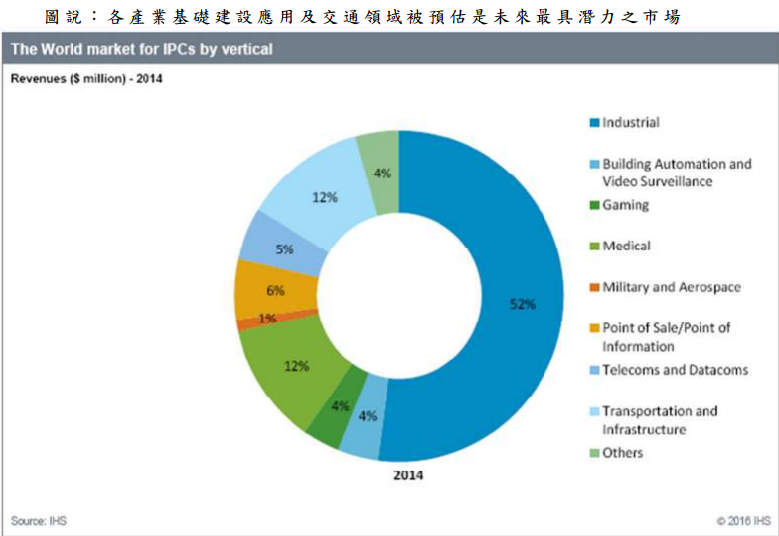 圖說：各產業基礎建設應用及交通領域被預估是未來最具潛力之市場
The World market for IPCs by vertical
Revenues ($ million) - 2014
Industrial
Building Automation and
Video Surveillance
Gaming
Medical
Military and Aerospace
Point of Sale/Point of
Information
Telecoms and Datacoms
Transportation and
Infrastructure
Others
4%
12%
5%
6%
1%
12%
4%
4%
52%
2014
Source: IHS
© 2016 IHS